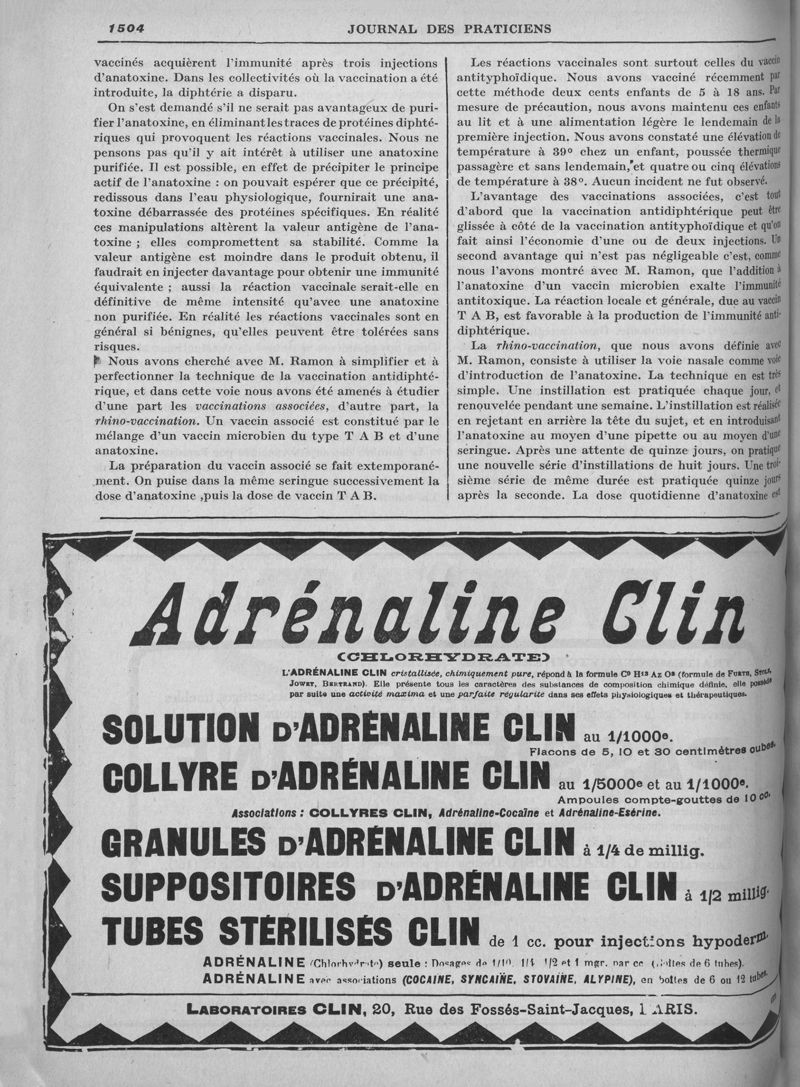 1504
JOURNAL DES PRATICIENS
vaccinés acquièrent l'immunité après trois injections
d'anatoxine. Dans les collectivités où la vaccination a été
introduite, la diphtérie a disparu.
On s'est demandé s'il ne serait pas avantageux de puri-
fier l'anatoxine, en éliminant les traces de protéines diphté-
riques qui provoquent les réactions vaccinales. Nous ne
pensons pas qu'il y ait intérêt à utiliser une anatoxine
purifiée. Il est possible, en effet de précipiter le principe
actif de l'anatoxine : on pouvait espérer que ce précipité,
redissous dans l'eau physiologique, fournirait une ana-
toxine débarrassée des protéines spécifiques. En réalité
ces manipulations altèrent la valeur antigène de l'ana-
toxine ; elles compromettent sa stabilité. Comme la
valeur antigène est moindre dans le produit obtenu, il
faudrait en injecter davantage pour obtenir une immunité
équivalente ; aussi la réaction vaccinale serait-elle en
définitive de même intensité qu'avec une anatoxine
non purifiée. En réalité les réactions vaccinales sont en
général si bénignes, qu'elles peuvent être tolérées sans
risques.
Nous avons cherché avec M. Ramon à simplifier et à
perfectionner la technique de la vaccination antidiphté-
rique, et dans cette voie nous avons été amenés à étudier
d'une part les vaccinations associées, d'autre part, la
rhino-vaccination. Un vaccin associé est constitué par le
mélange d'un vaccin microbien du type T A B et d'une
anatoxine.
La préparation du vaccin associé se fait extemporané-
ment. On puise dans la même seringue successivement la
dose d'anatoxine ,puis la dose de vaccin T A B.
Les réactions vaccinales sont surtout celles du vaccin
antityphoïdique. Nous avons vacciné récemment par
cette méthode deux cents enfants de 5 à 18 ans. Par
mesure de précaution, nous avons maintenu ces enfants
au lit et à une alimentation légère le lendemain de la
première injection. Nous avons constaté une élévation de
température à 39° chez un enfant, poussée thermique
passagère et sans lendemain, et quatre ou cinq élévations
de température à 38°. Aucun incident ne fut observé.
L'avantage des vaccinations associées, c'est tout
d'abord que la vaccination antidiphtérique peut être
glissée à côté de la vaccination antityphoïdique et qu'on
fait ainsi l'économie d'une ou de deux injections. Un
second avantage qui n'est pas négligeable c'est, comme
nous l'avons montré avec M. Ramon, que l'addition à
l'anatoxine d'un vaccin microbien exalte l'immunité
antitoxique. La réaction locale et générale, due au vaccin
T A B, est favorable à la production de l'immunité anti-
diphtérique.
La rhino-vaccination, que nous avons définie avec
M. Ramon, consiste à utiliser la voie nasale comme voie
d'introduction de l'anatoxine. La technique en est très
simple. Une instillation est pratiquée chaque jour, et
renouvelée pendant une semaine. L'instillation est réalisée
en rejetant en arrière la tête du sujet, et en introduisant
l'anatoxine au moyen d'une pipette ou au moyen d'une
seringue. Après une attente de quinze jours, on pratique
une nouvelle série d'instillations de huit jours. Une troi-
sième série de même durée est pratiquée quinze jours
après la seconde. La dose quotidienne d'anatoxine est
Adrénaline Clin
(CHLORHYDRATE)
L'ADRÉNALINE CLIN cristallisée, chimiquement pure, répond à la formule C⁹ H¹³ Az O³ (formule de FURTH, STOLZ,
JOWET, BERTRAND). Elle présente tous les caractères des substances de composition chimique définie, elle possède
par suite une activité maxima et une parfaite régularité dans ses effets physiologiques et thérapeutiques.
SOLUTION D'ADRÉNALINE CLIN au 1/1000e.
Flacons de 5, 10 et 30 centimètres cubes.
COLLYRE D'ADRÉNALINE CLIN au 1/5000e et au 1/1000e.
Ampoules compte-gouttes de 10 cc.
Associations : COLLYRES CLIN, Adrénaline-Cocaïne et Adrénaline-Esérine.
GRANULES D'ADRÉNALINE CLIN à 1/4 de millig.
SUPPOSITOIRES D'ADRÉNALINE CLIN à 1/2 millig.
TUBES STÉRILISÉS CLIN de 1 cc. pour injections hypoderm.
ADRÉNALINE (Chlorhydrate) seule : Dosages de 1/10, 1/4 1/2 et 1 mgr. par cc (Boîtes de 6 tubes).
ADRÉNALINE avec associations (COCAINE, SYNCAINE, STOVAINE, ALYPINE), en boîtes de 6 ou 12 tubes.
LABORATOIRES CLIN, 20, Rue des Fossés-Saint-Jacques, PARIS.